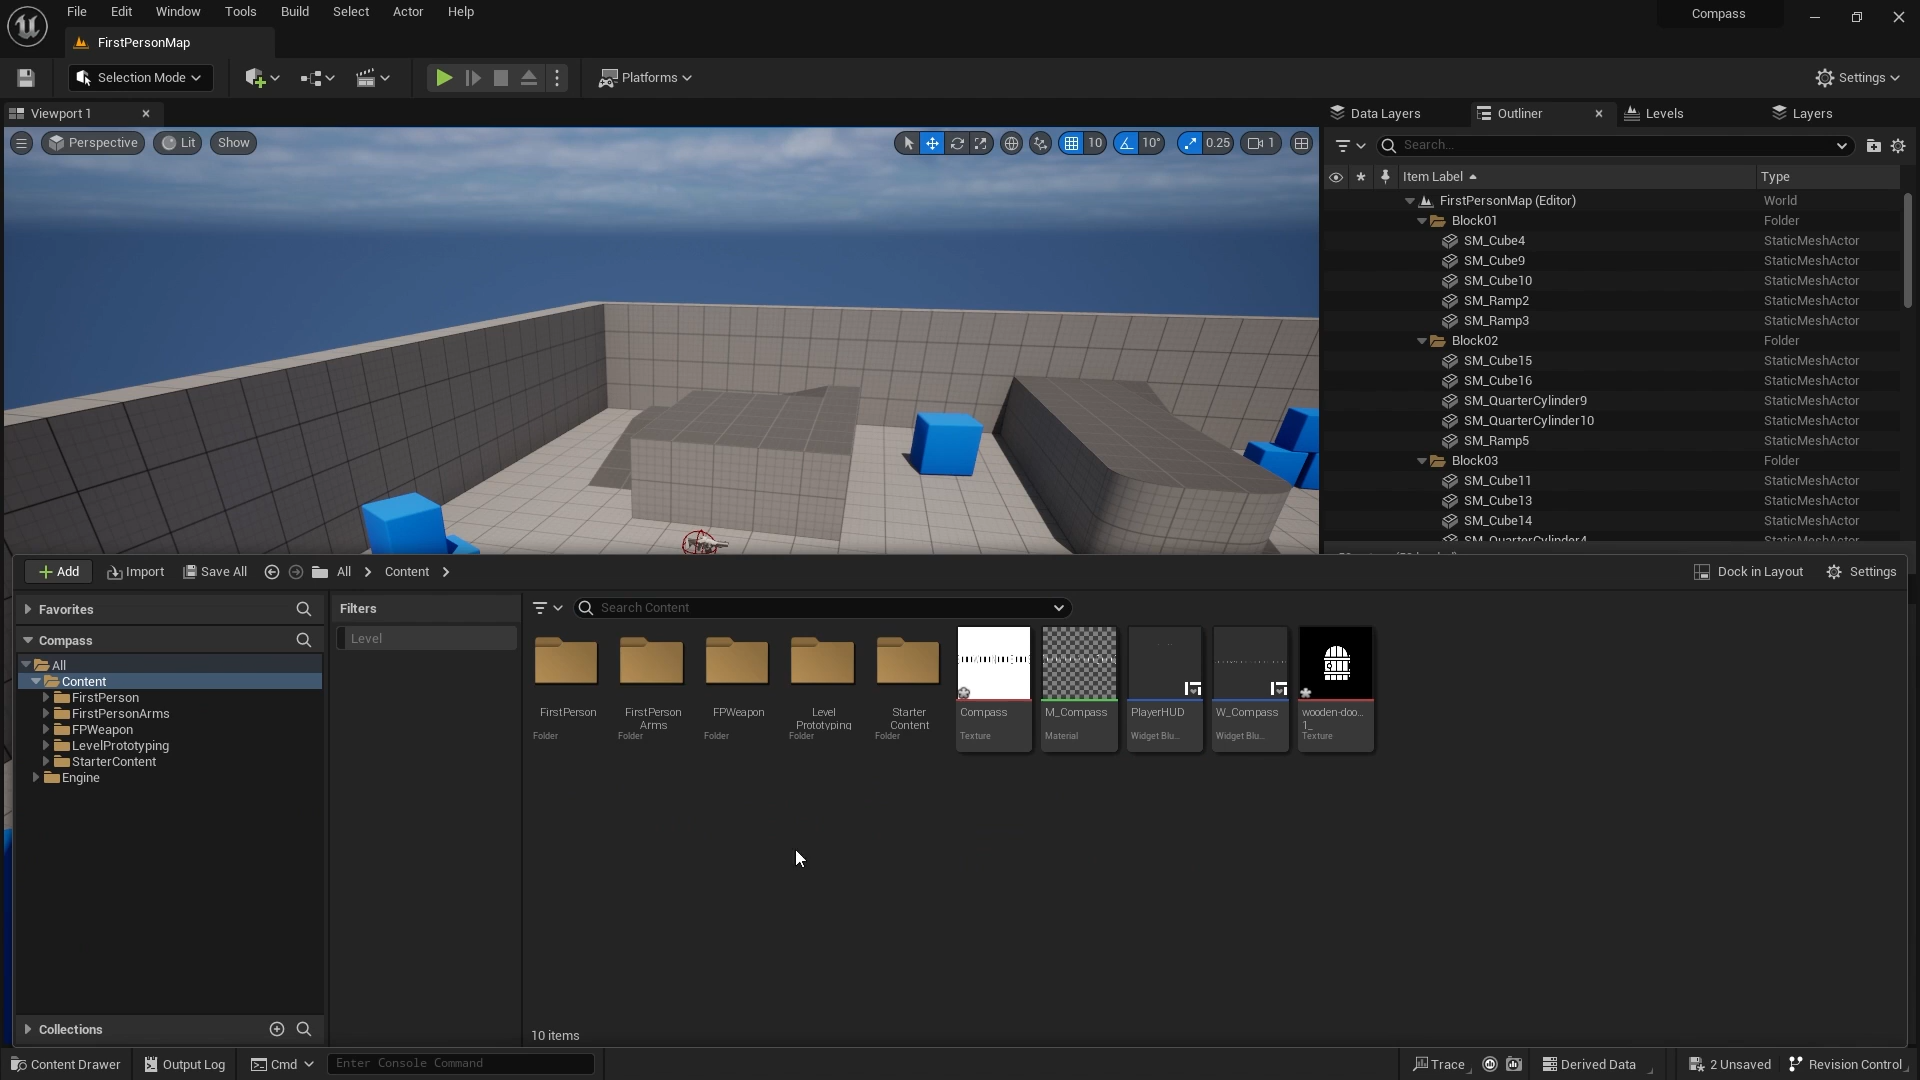 File Edit Window Tools Build Select Actor Help
Compass
FirstPersonMap
Selection Mode
Platforms
Settings
Viewport 1
Data Layers
Outliner
Levels
Layers
Perspective
Lit
Show
10
10°
0.25
1
Search...
Item Label
Type
FirstPersonMap (Editor) World
Block01 Folder
SM_Cube4 StaticMeshActor
SM_Cube9 StaticMeshActor
SM_Cube10 StaticMeshActor
SM_Ramp2 StaticMeshActor
SM_Ramp3 StaticMeshActor
Block02 Folder
SM_Cube15 StaticMeshActor
SM_Cube16 StaticMeshActor
SM_QuarterCylinder9 StaticMeshActor
SM_QuarterCylinder10 StaticMeshActor
SM_Ramp5 StaticMeshActor
Block03 Folder
SM_Cube11 StaticMeshActor
SM_Cube13 StaticMeshActor
SM_Cube14 StaticMeshActor
SM_QuarterCylinder4 StaticMeshActor
Add
Import
Save All
All
Content
Dock in Layout
Settings
Favorites
Compass
All
Content
FirstPerson
FirstPersonArms
FPWeapon
LevelPrototyping
StarterContent
Engine
Collections
Filters
Level
Search Content
FirstPerson
Folder
FirstPerson
Arms
Folder
FPWeapon
Folder
Level
Prototyping
Folder
Starter
Content
Folder
Compass
Texture
M_Compass
Material
PlayerHUD
Widget Blu...
W_Compass
Widget Blu...
wooden-doo...
1_
Texture
10 items
Content Drawer
Output Log
Cmd
Enter Console Command
Trace
Derived Data
2 Unsaved
Revision Control